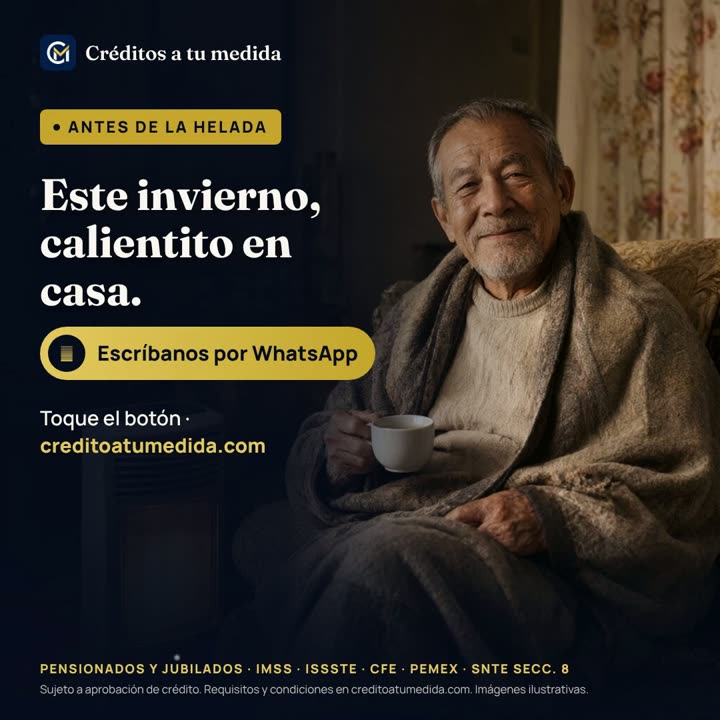 Créditos a tu medida
• ANTES DE LA HELADA
Este invierno,
calientito en
casa.
Escríbanos por WhatsApp
Toque el botón ·
creditoatumedida.com
PENSIONADOS Y JUBILADOS · IMSS · ISSSTE · CFE · PEMEX · SNTE SECC. 8
Sujeto a aprobación de crédito. Requisitos y condiciones en creditoatumedida.com. Imágenes ilustrativas.